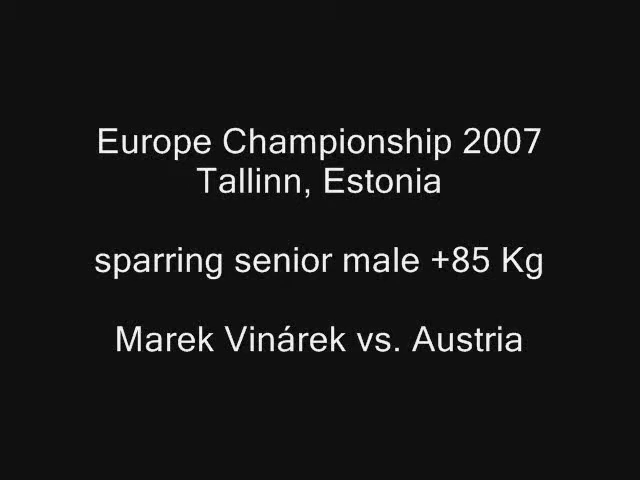 Europe Championship 2007
Tallinn, Estonia
sparring senior male +85 Kg
Marek Vinárek vs. Austria